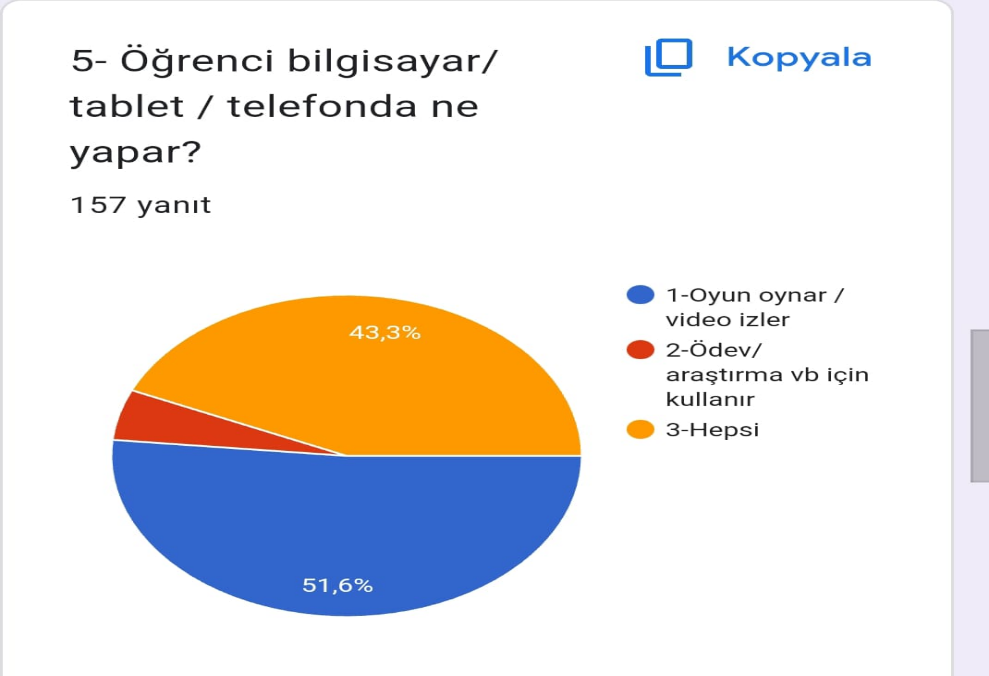 5- Öğrenci bilgisayar/
tablet / telefonda ne
yapar?
Kopyala
157 yanıt
43,3%
51,6%
1-Oyun oynar /
video izler
2-Ödev/
araştırma vb için
kullanır
3-Hepsi